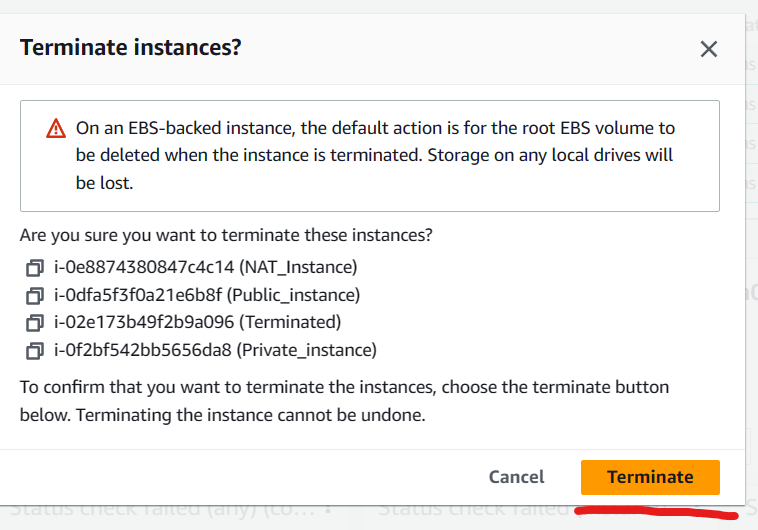 Terminate instances?
On an EBS-backed instance, the default action is for the root EBS volume to
be deleted when the instance is terminated. Storage on any local drives will
be lost.
Are you sure you want to terminate these instances?
i-0e8874380847c4c14 (NAT_Instance)
i-0dfa5f3f0a21e6b8f (Public_instance)
i-02e173b49f2b9a096 (Terminated)
i-0f2bf542bb5656da8 (Private_instance)
To confirm that you want to terminate the instances, choose the terminate button
below. Terminating the instance cannot be undone.
Cancel
Terminate
Status check failed (any) (co...
Status check failed